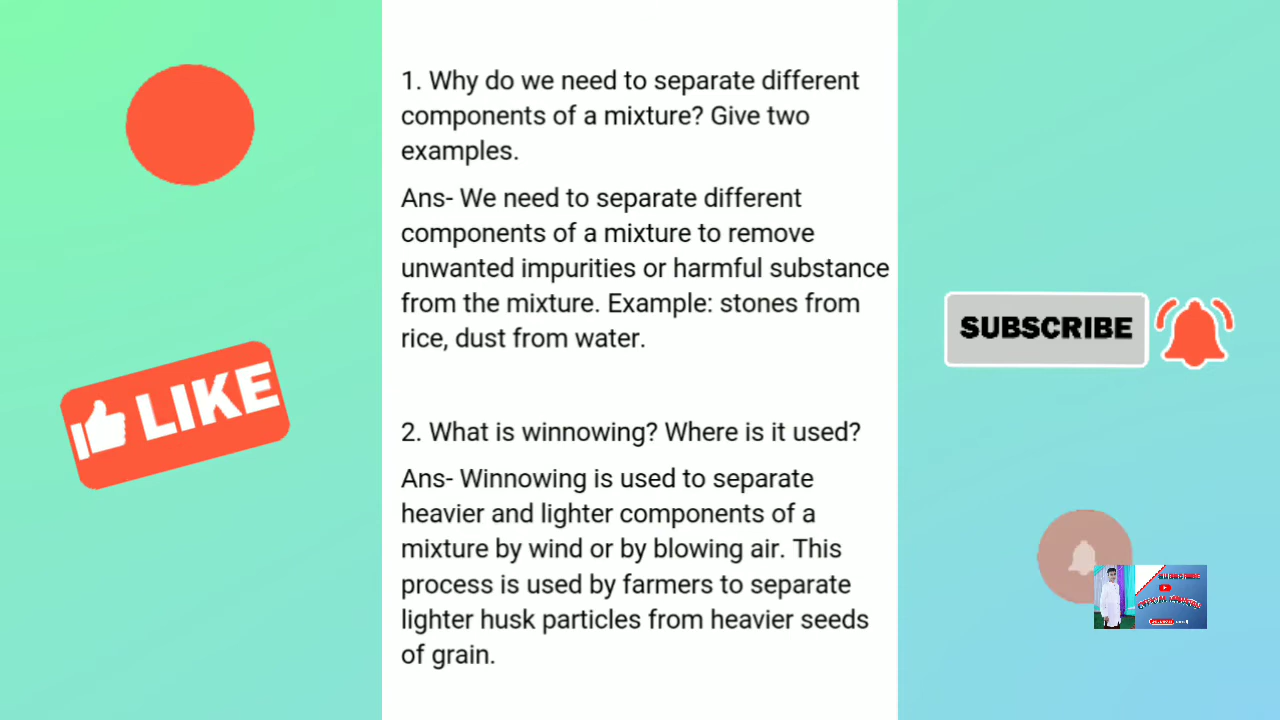 1. Why do we need to separate different
components of a mixture? Give two
examples.
Ans- We need to separate different
components of a mixture to remove
unwanted impurities or harmful substance
from the mixture. Example: stones from
rice, dust from water.
2. What is winnowing? Where is it used?
Ans- Winnowing is used to separate
heavier and lighter components of a
mixture by wind or by blowing air. This
process is used by farmers to separate
lighter husk particles from heavier seeds
of grain.
LIKE
SUBSCRIBE